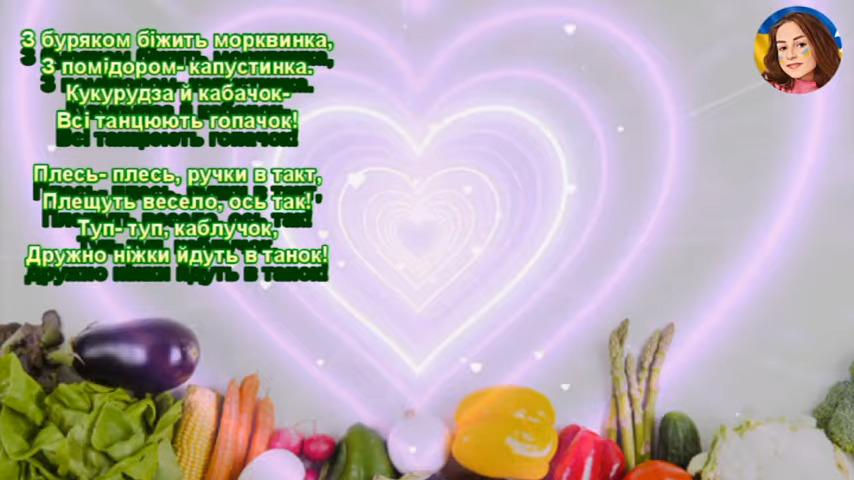 З буряком біжить морквинка,
З помідором- капустинка.
Кукурудза й кабачок-
Всі танцюють гопачок!
Плесь- плесь, ручки в такт,
Плещуть весело, ось так!
Туп- туп, каблучок,
Дружно ніжки йдуть в танок!